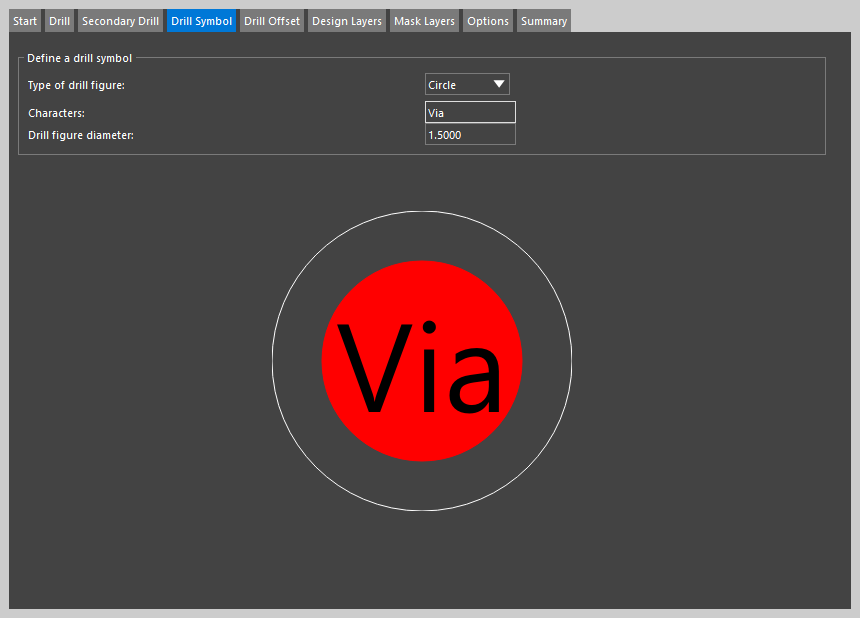 Start Drill Secondary Drill Drill Symbol Drill Offset Design Layers Mask Layers Options Summary
Define a drill symbol
Type of drill figure: Circle
Characters: Via
Drill figure diameter: 1.5000
Via